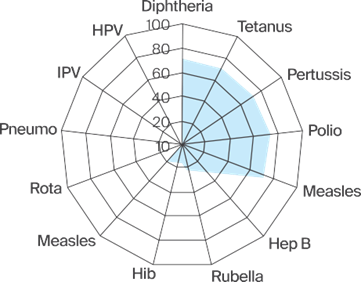 Diphtheria
Tetanus
Pertussis
Polio
Measles
Hep B
Rubella
Hib
Measles
Rota
Pneumo
IPV
HPV
100
80
60
40
20
10